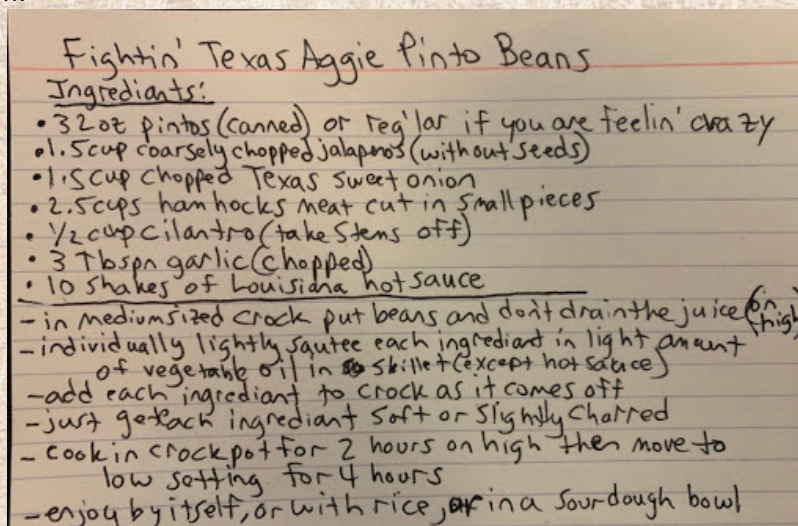 Fightin' Texas Aggie Pinto Beans
Ingrediants:
• 32oz pintos (canned) or reg'lar if you are feelin' crazy
• 1.5cup coarsely chopped jalapenos (without seeds)
• 1.5cup chopped Texas sweet onion
• 2.5cups ham hocks meat cut in small pieces
• 1/2 cup cilantro (take stems off)
• 3 Tbspn garlic (chopped)
• 10 shakes of Louisiana hot sauce
- in medium sized crock put beans and don't drain the juice (on high)
- individually lightly sautee each ingrediant in light amount
of vegetable oil in skillet (except hot sauce)
- add each ingrediant to crock as it comes off
- just get each ingrediant soft or slightly charred
- cook in crockpot for 2 hours on high then move to
low setting for 4 hours
- enjoy by itself, or with rice, or in a sourdough bowl